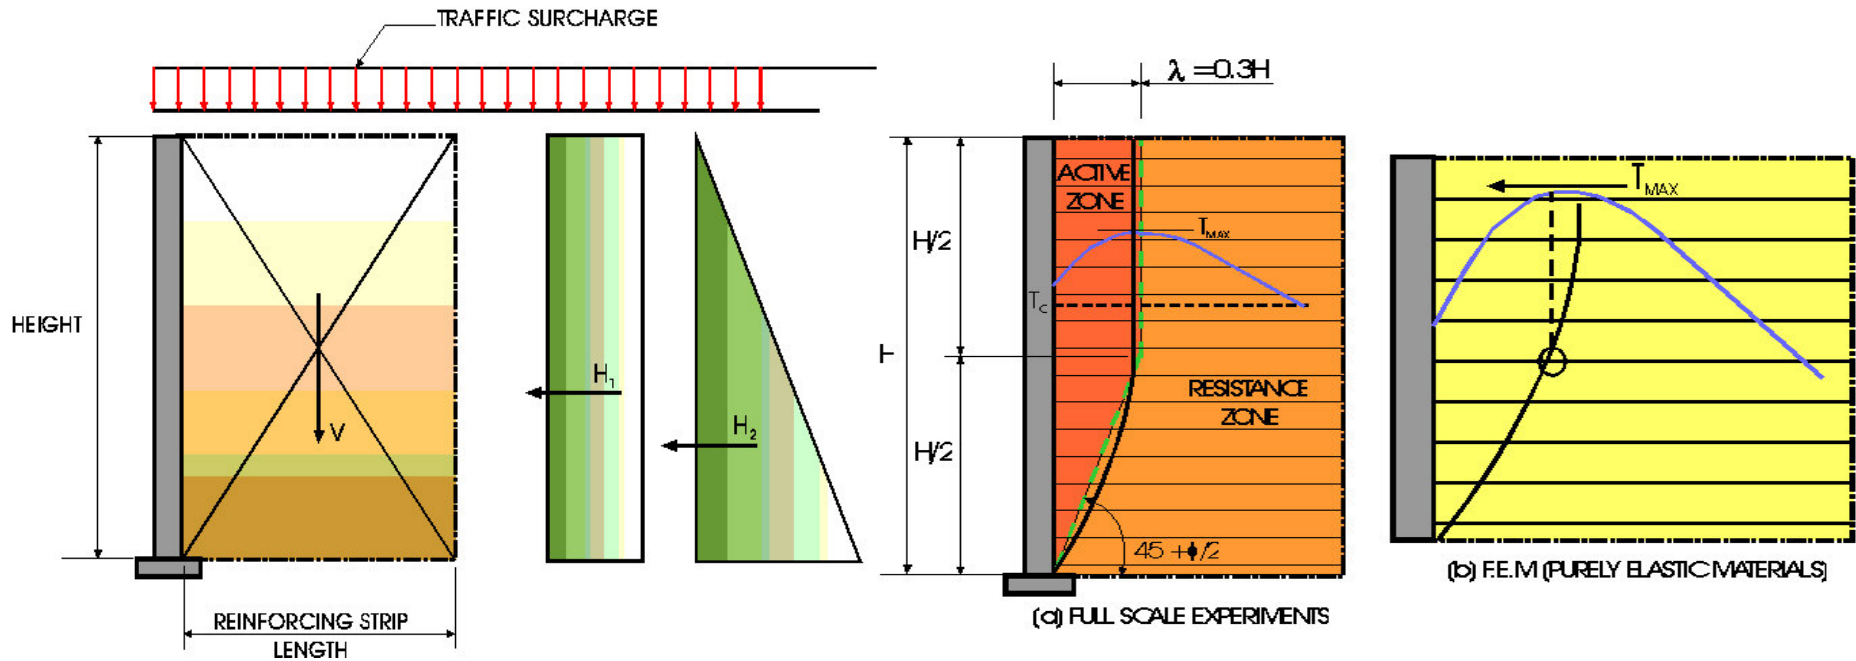 TRAFFIC SURCHARGE
HEIGHT
V
REINFORCING STRIP
LENGTH
H1
H2
λ = 0.3H
H
H/2
H/2
ACTIVE
ZONE
TMAX
TC
RESISTANCE
ZONE
45 + ϕ/2
(a) FULL SCALE EXPERIMENTS
TMAX
(b) F.E.M (PURELY ELASTIC MATERIALS)